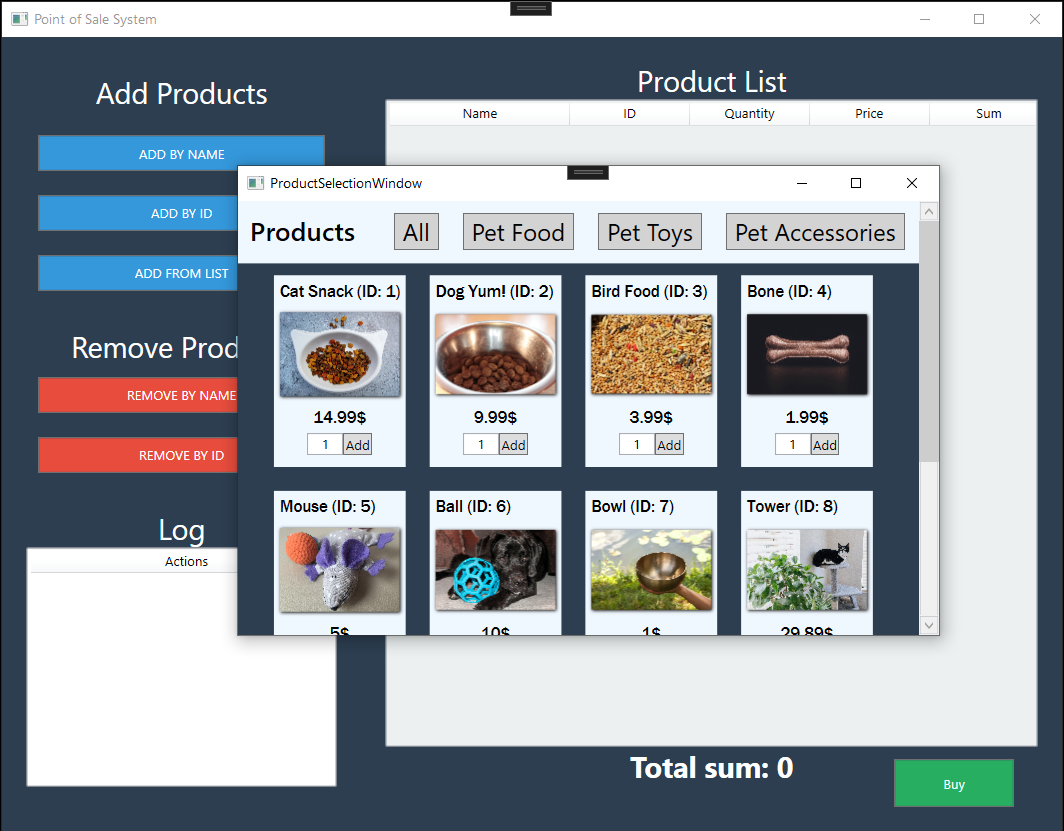 Point of Sale System
Add Products
ADD BY NAME
ADD BY ID
ADD FROM LIST
Remove Prod
REMOVE BY NAME
REMOVE BY ID
Log
Actions
Product List
Name ID Quantity Price Sum
ProductSelectionWindow
Products All Pet Food Pet Toys Pet Accessories
Cat Snack (ID: 1) Dog Yum! (ID: 2) Bird Food (ID: 3) Bone (ID: 4)
14.99$ 9.99$ 3.99$ 1.99$
1 Add 1 Add 1 Add 1 Add
Mouse (ID: 5) Ball (ID: 6) Bowl (ID: 7) Tower (ID: 8)
5$ 10$ 1$ 29.89$
Total sum: 0
Buy